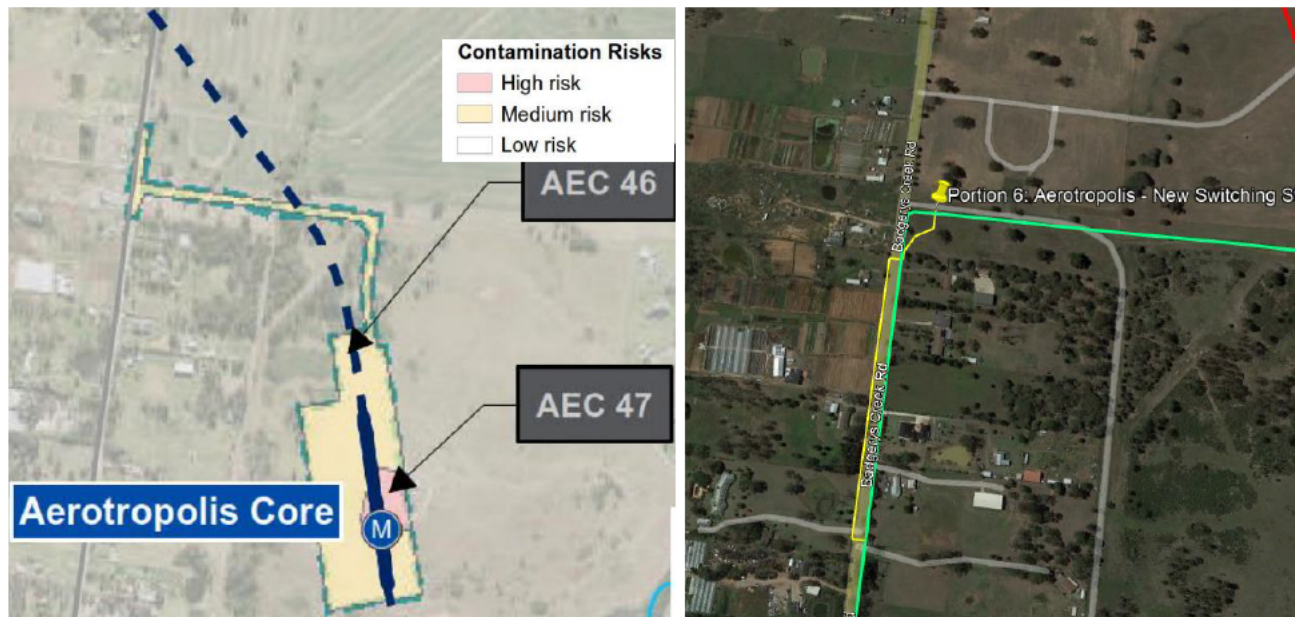 Contamination Risks
High risk
Medium risk
Low risk
AEC 46
AEC 47
Aerotropolis Core
M
Badgerys Creek Rd
Portion 6: Aerotropolis - New Switching S
Badgerys Creek Rd